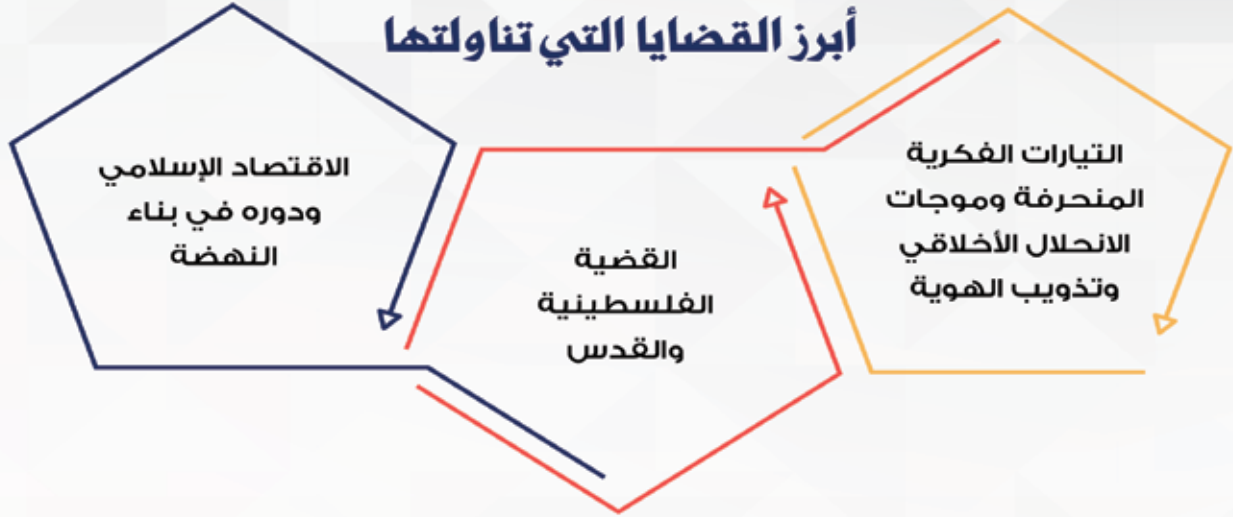 أبرز القضايا التي تناولتها
التيارات الفكرية
المنحرفة وموجات
الانحلال الأخلاقي
وتذويب الهوية
القضية
الفلسطينية
والقدس
الاقتصاد الإسلامي
ودوره في بناء
النهضة